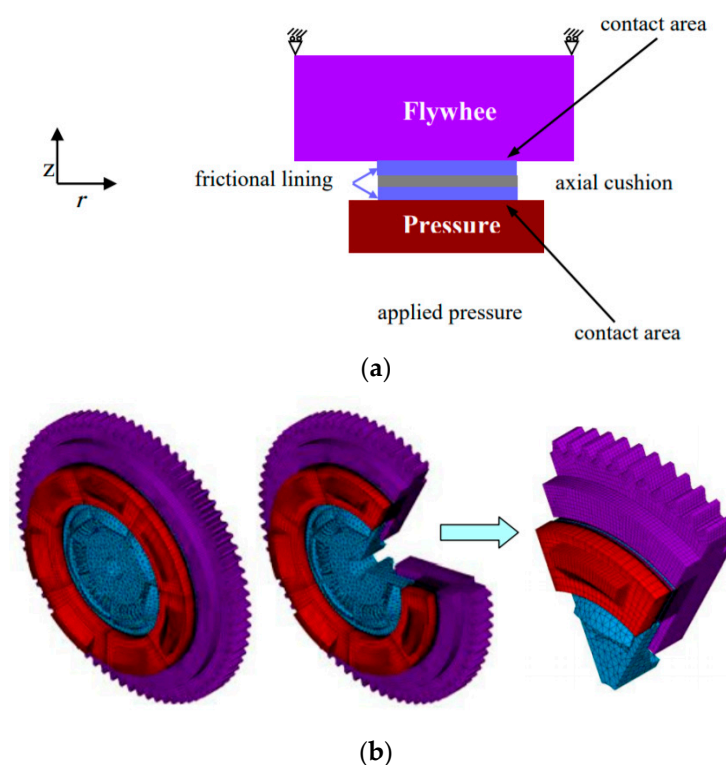 contact area
Flywhee
z
r
frictional lining
axial cushion
Pressure
applied pressure
contact area
(a)
(b)